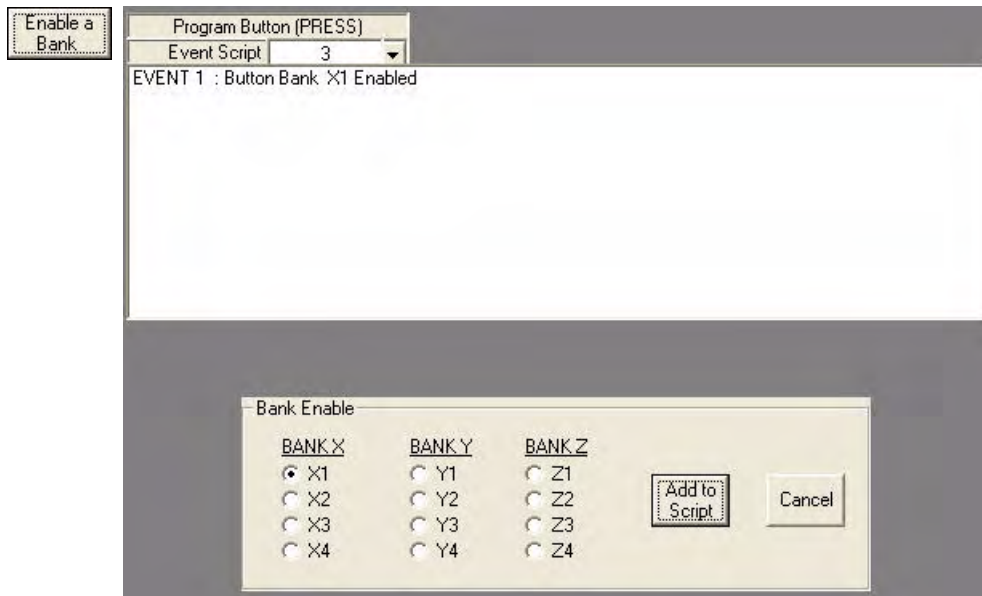 Enable a
Bank
Program Button (PRESS)
Event Script 3
EVENT 1 : Button Bank X1 Enabled
Bank Enable
BANK X BANK Y BANK Z
X1 Y1 Z1
X2 Y2 Z2
X3 Y3 Z3
X4 Y4 Z4
Add to
Script
Cancel